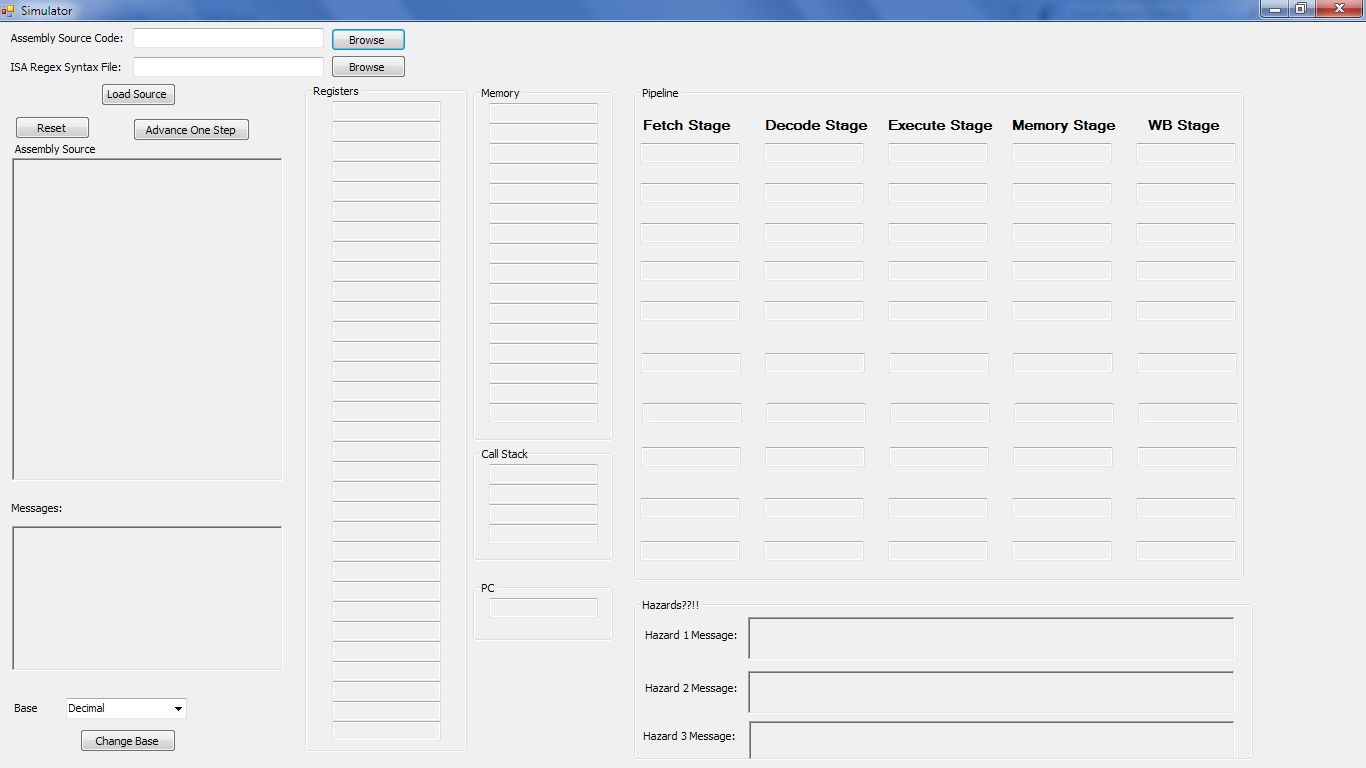 Simulator
Assembly Source Code:
Browse
ISA Regex Syntax File:
Browse
Load Source
Reset
Advance One Step
Assembly Source
Messages:
Base
Decimal
Change Base
Registers
Memory
Call Stack
PC
Pipeline
Fetch Stage Decode Stage Execute Stage Memory Stage WB Stage
Hazards??!!
Hazard 1 Message:
Hazard 2 Message:
Hazard 3 Message: